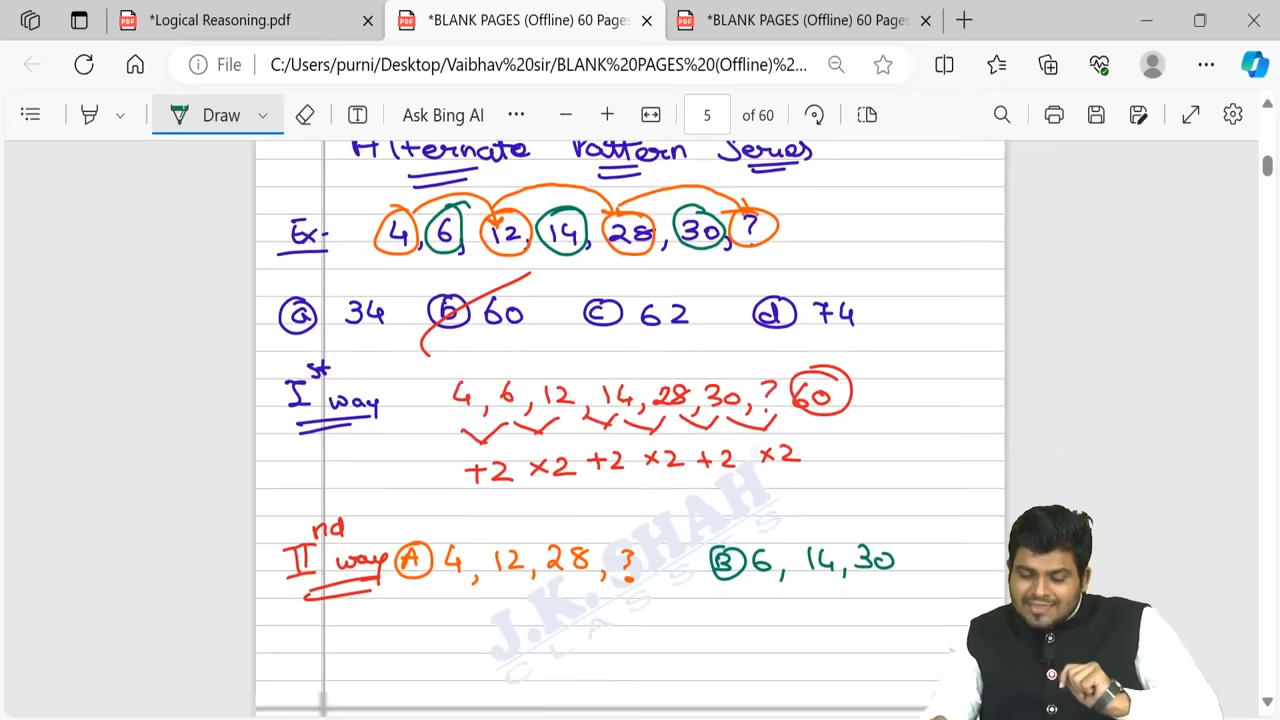 *Logical Reasoning.pdf
*BLANK PAGES (Offline) 60 Pages
*BLANK PAGES (Offline) 60 Pages
File C:/Users/purni/Desktop/Vaibhav%20sir/BLANK%20PAGES%20(Offline)%2...
Draw Ask Bing AI 5 of 60
Alternate Pattern Series
Ex- 4, 6, 12, 14, 28, 30, ?
a 34 b 60 c 62 d 74
Ist way 4, 6, 12, 14, 28, 30, ? 60
+2 ×2 +2 ×2 +2 ×2
IInd way A 4, 12, 28, ? B 6, 14, 30
J.K. SHAH
CLASSES